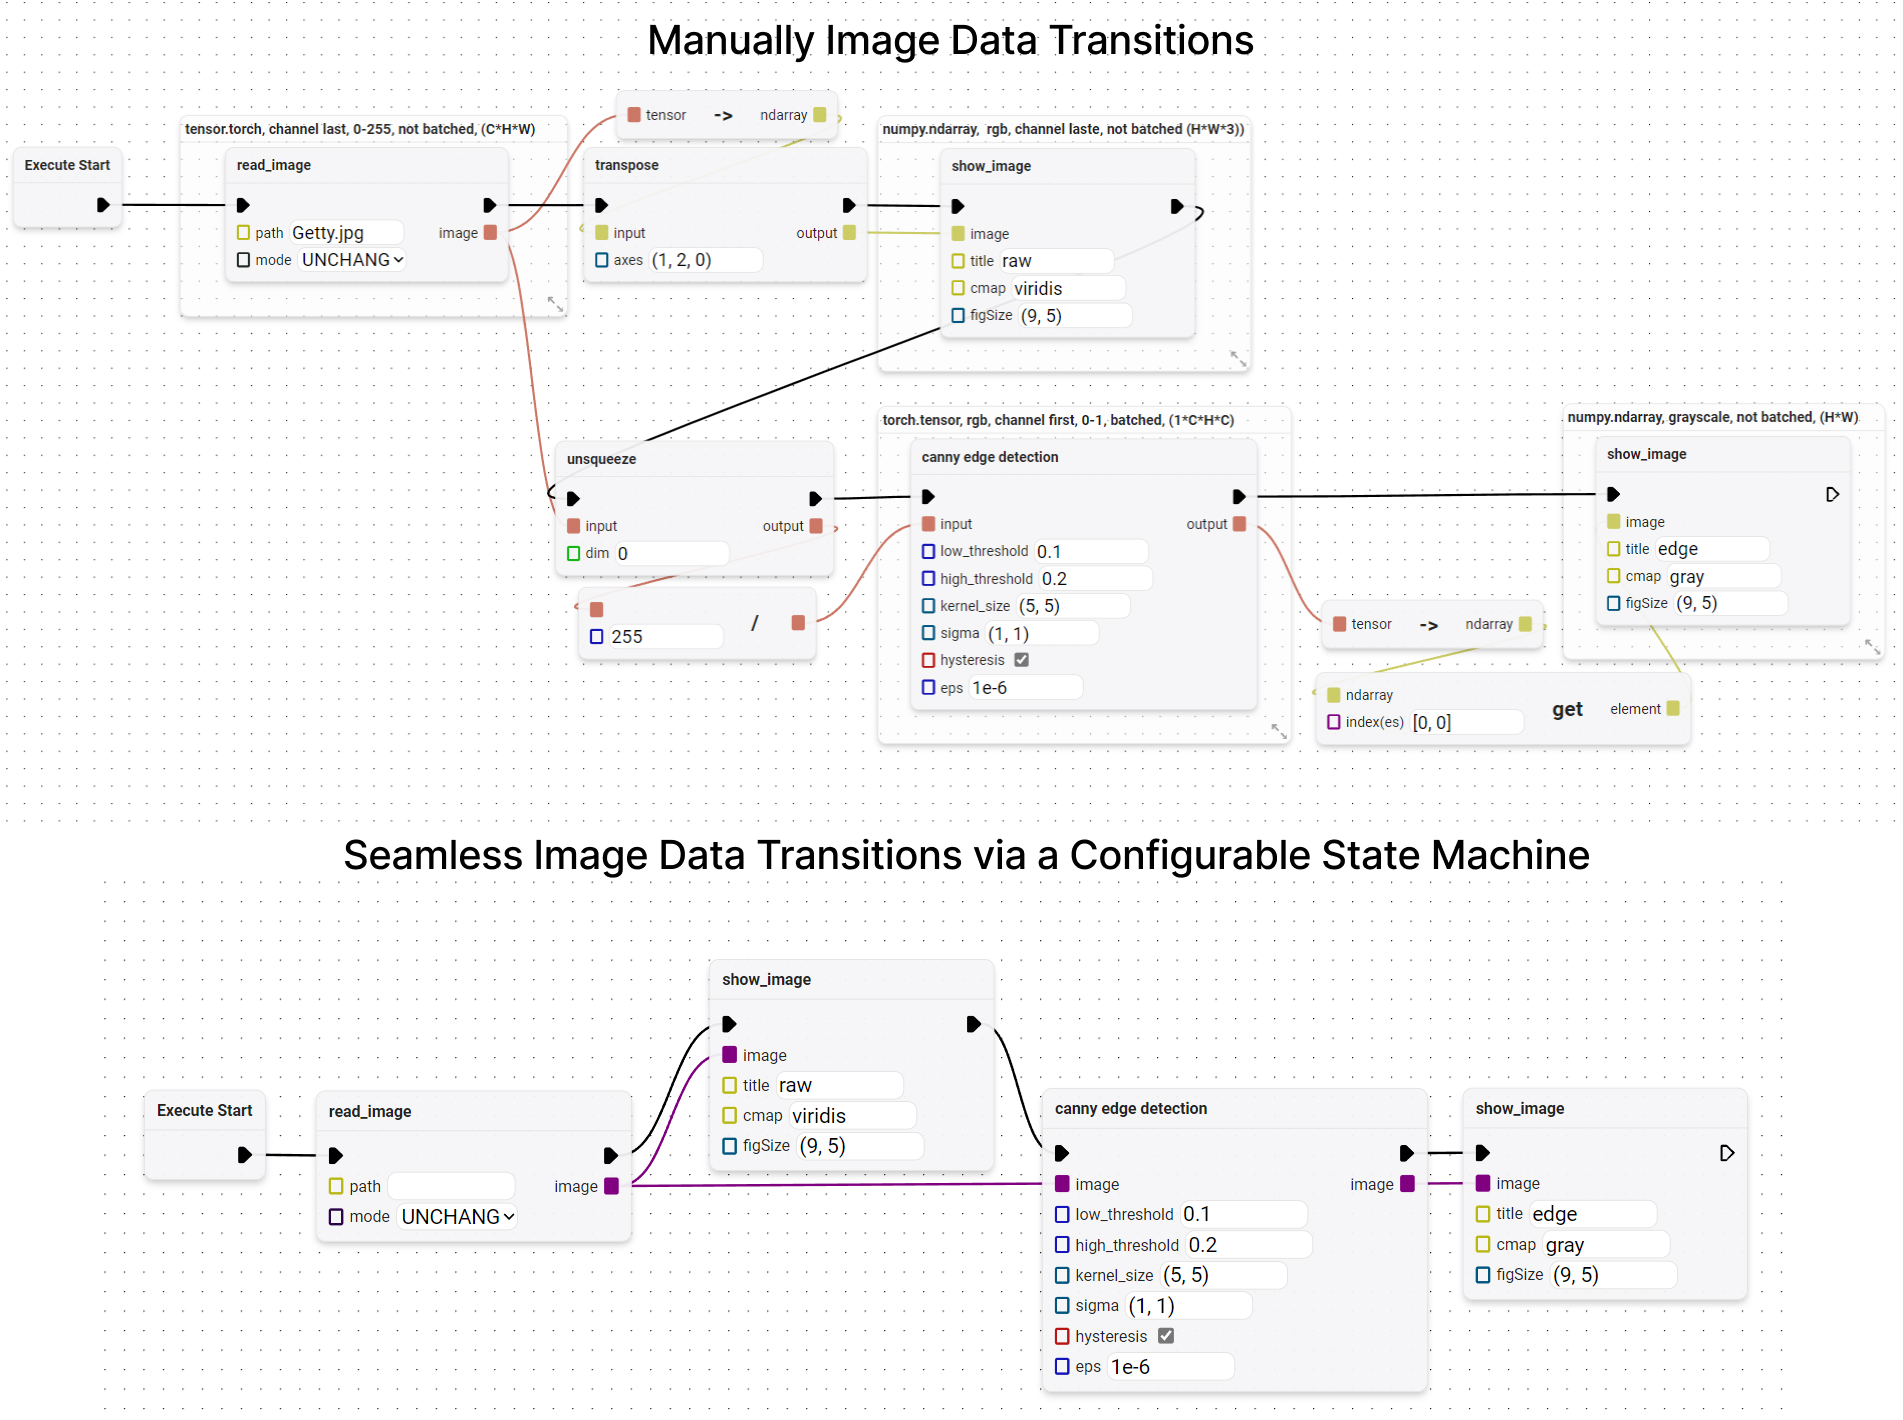 Manually Image Data Transitions
tensor -> ndarray
tensor.torch, channel last, 0-255, not batched, (C*H*W)
numpy.ndarray, rgb, channel laste, not batched (H*W*3))
Execute Start
read_image
path Getty.jpg
image
mode UNCHANG
transpose
input
output
axes (1, 2, 0)
show_image
image
title raw
cmap viridis
figSize (9, 5)
unsqueeze
input
output
dim 0
255
/
torch.tensor, rgb, channel first, 0-1, batched, (1*C*H*C)
canny edge detection
input
output
low_threshold 0.1
high_threshold 0.2
kernel_size (5, 5)
sigma (1, 1)
hysteresis
eps 1e-6
tensor -> ndarray
ndarray
index(es) [0, 0]
get
element
numpy.ndarray, grayscale, not batched, (H*W)
show_image
image
title edge
cmap gray
figSize (9, 5)
Seamless Image Data Transitions via a Configurable State Machine
Execute Start
read_image
path
image
mode UNCHANG
show_image
image
title raw
cmap viridis
figSize (9, 5)
canny edge detection
image
image
low_threshold 0.1
high_threshold 0.2
kernel_size (5, 5)
sigma (1, 1)
hysteresis
eps 1e-6
show_image
image
title edge
cmap gray
figSize (9, 5)